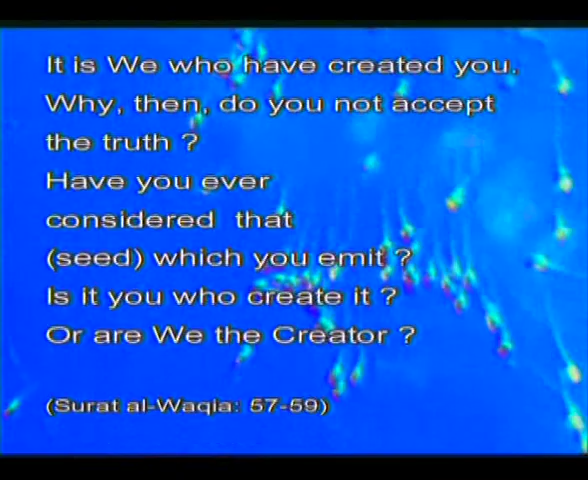 It is We who have created you.
Why, then, do you not accept
the truth ?
Have you ever
considered that
(seed) which you emit ?
Is it you who create it ?
Or are We the Creator ?
(Surat al-Waqia: 57-59)